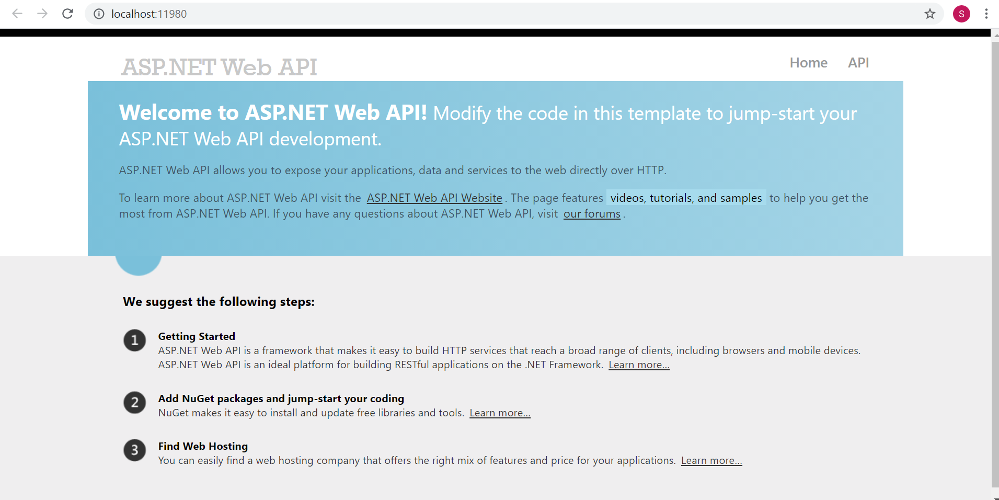 localhost:11980
S
ASP.NET Web API
Home API
Welcome to ASP.NET Web API! Modify the code in this template to jump-start your
ASP.NET Web API development.
ASP.NET Web API allows you to expose your applications, data and services to the web directly over HTTP.
To learn more about ASP.NET Web API visit the ASP.NET Web API Website. The page features videos, tutorials, and samples to help you get the
most from ASP.NET Web API. If you have any questions about ASP.NET Web API, visit our forums.
We suggest the following steps:
1 Getting Started
ASP.NET Web API is a framework that makes it easy to build HTTP services that reach a broad range of clients, including browsers and mobile devices.
ASP.NET Web API is an ideal platform for building RESTful applications on the .NET Framework. Learn more...
2 Add NuGet packages and jump-start your coding
NuGet makes it easy to install and update free libraries and tools. Learn more...
3 Find Web Hosting
You can easily find a web hosting company that offers the right mix of features and price for your applications. Learn more...